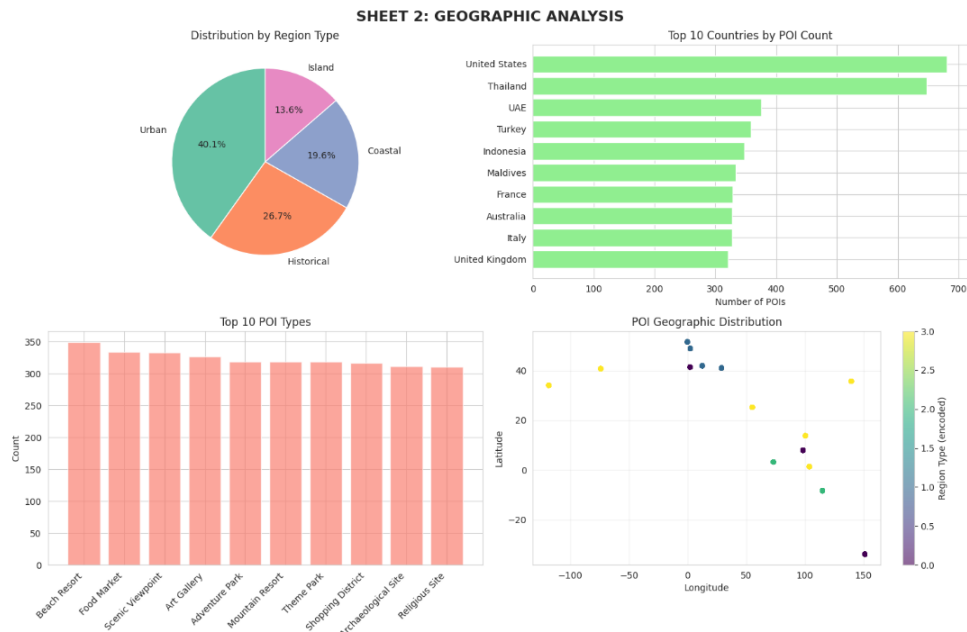 SHEET 2: GEOGRAPHIC ANALYSIS
Distribution by Region Type
Island
13.6%
Urban
40.1%
19.6%
Coastal
26.7%
Historical
Top 10 Countries by POI Count
United States
Thailand
UAE
Turkey
Indonesia
Maldives
France
Australia
Italy
United Kingdom
0 100 200 300 400 500 600 700
Number of POIs
Top 10 POI Types
350
300
250
200
150
100
50
0
Count
Beach Resort
Food Market
Scenic Viewpoint
Art Gallery
Adventure Park
Mountain Resort
Theme Park
Shopping District
Archaeological Site
Religious Site
POI Geographic Distribution
40
20
0
−20
Latitude
−100 −50 0 50 100 150
Longitude
3.0
2.5
2.0
1.5
1.0
0.5
0.0
Region Type (encoded)